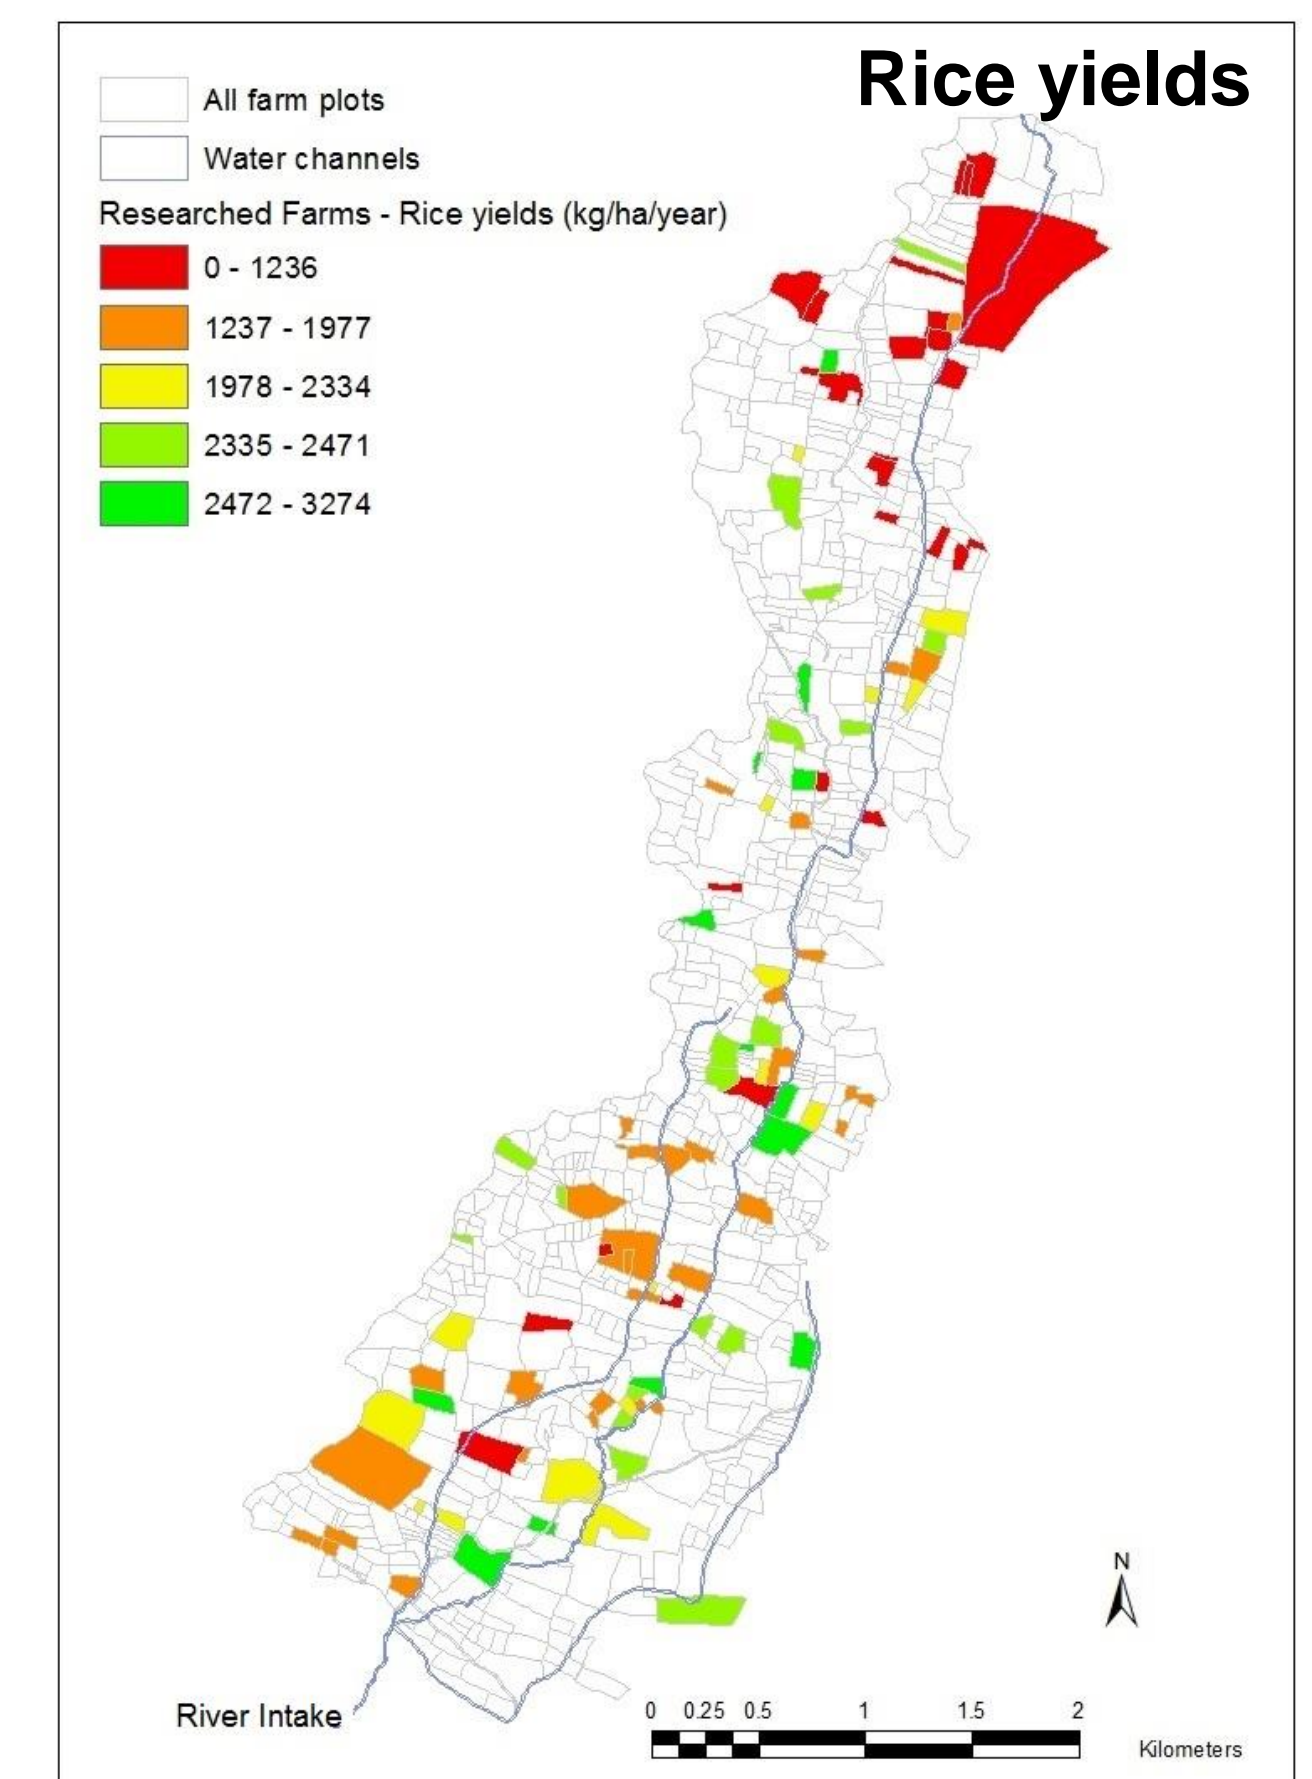 Rice yields
All farm plots
Water channels
Researched Farms - Rice yields (kg/ha/year)
0 - 1236
1237 - 1977
1978 - 2334
2335 - 2471
2472 - 3274
N
River Intake
0 0.25 0.5 1 1.5 2
Kilometers